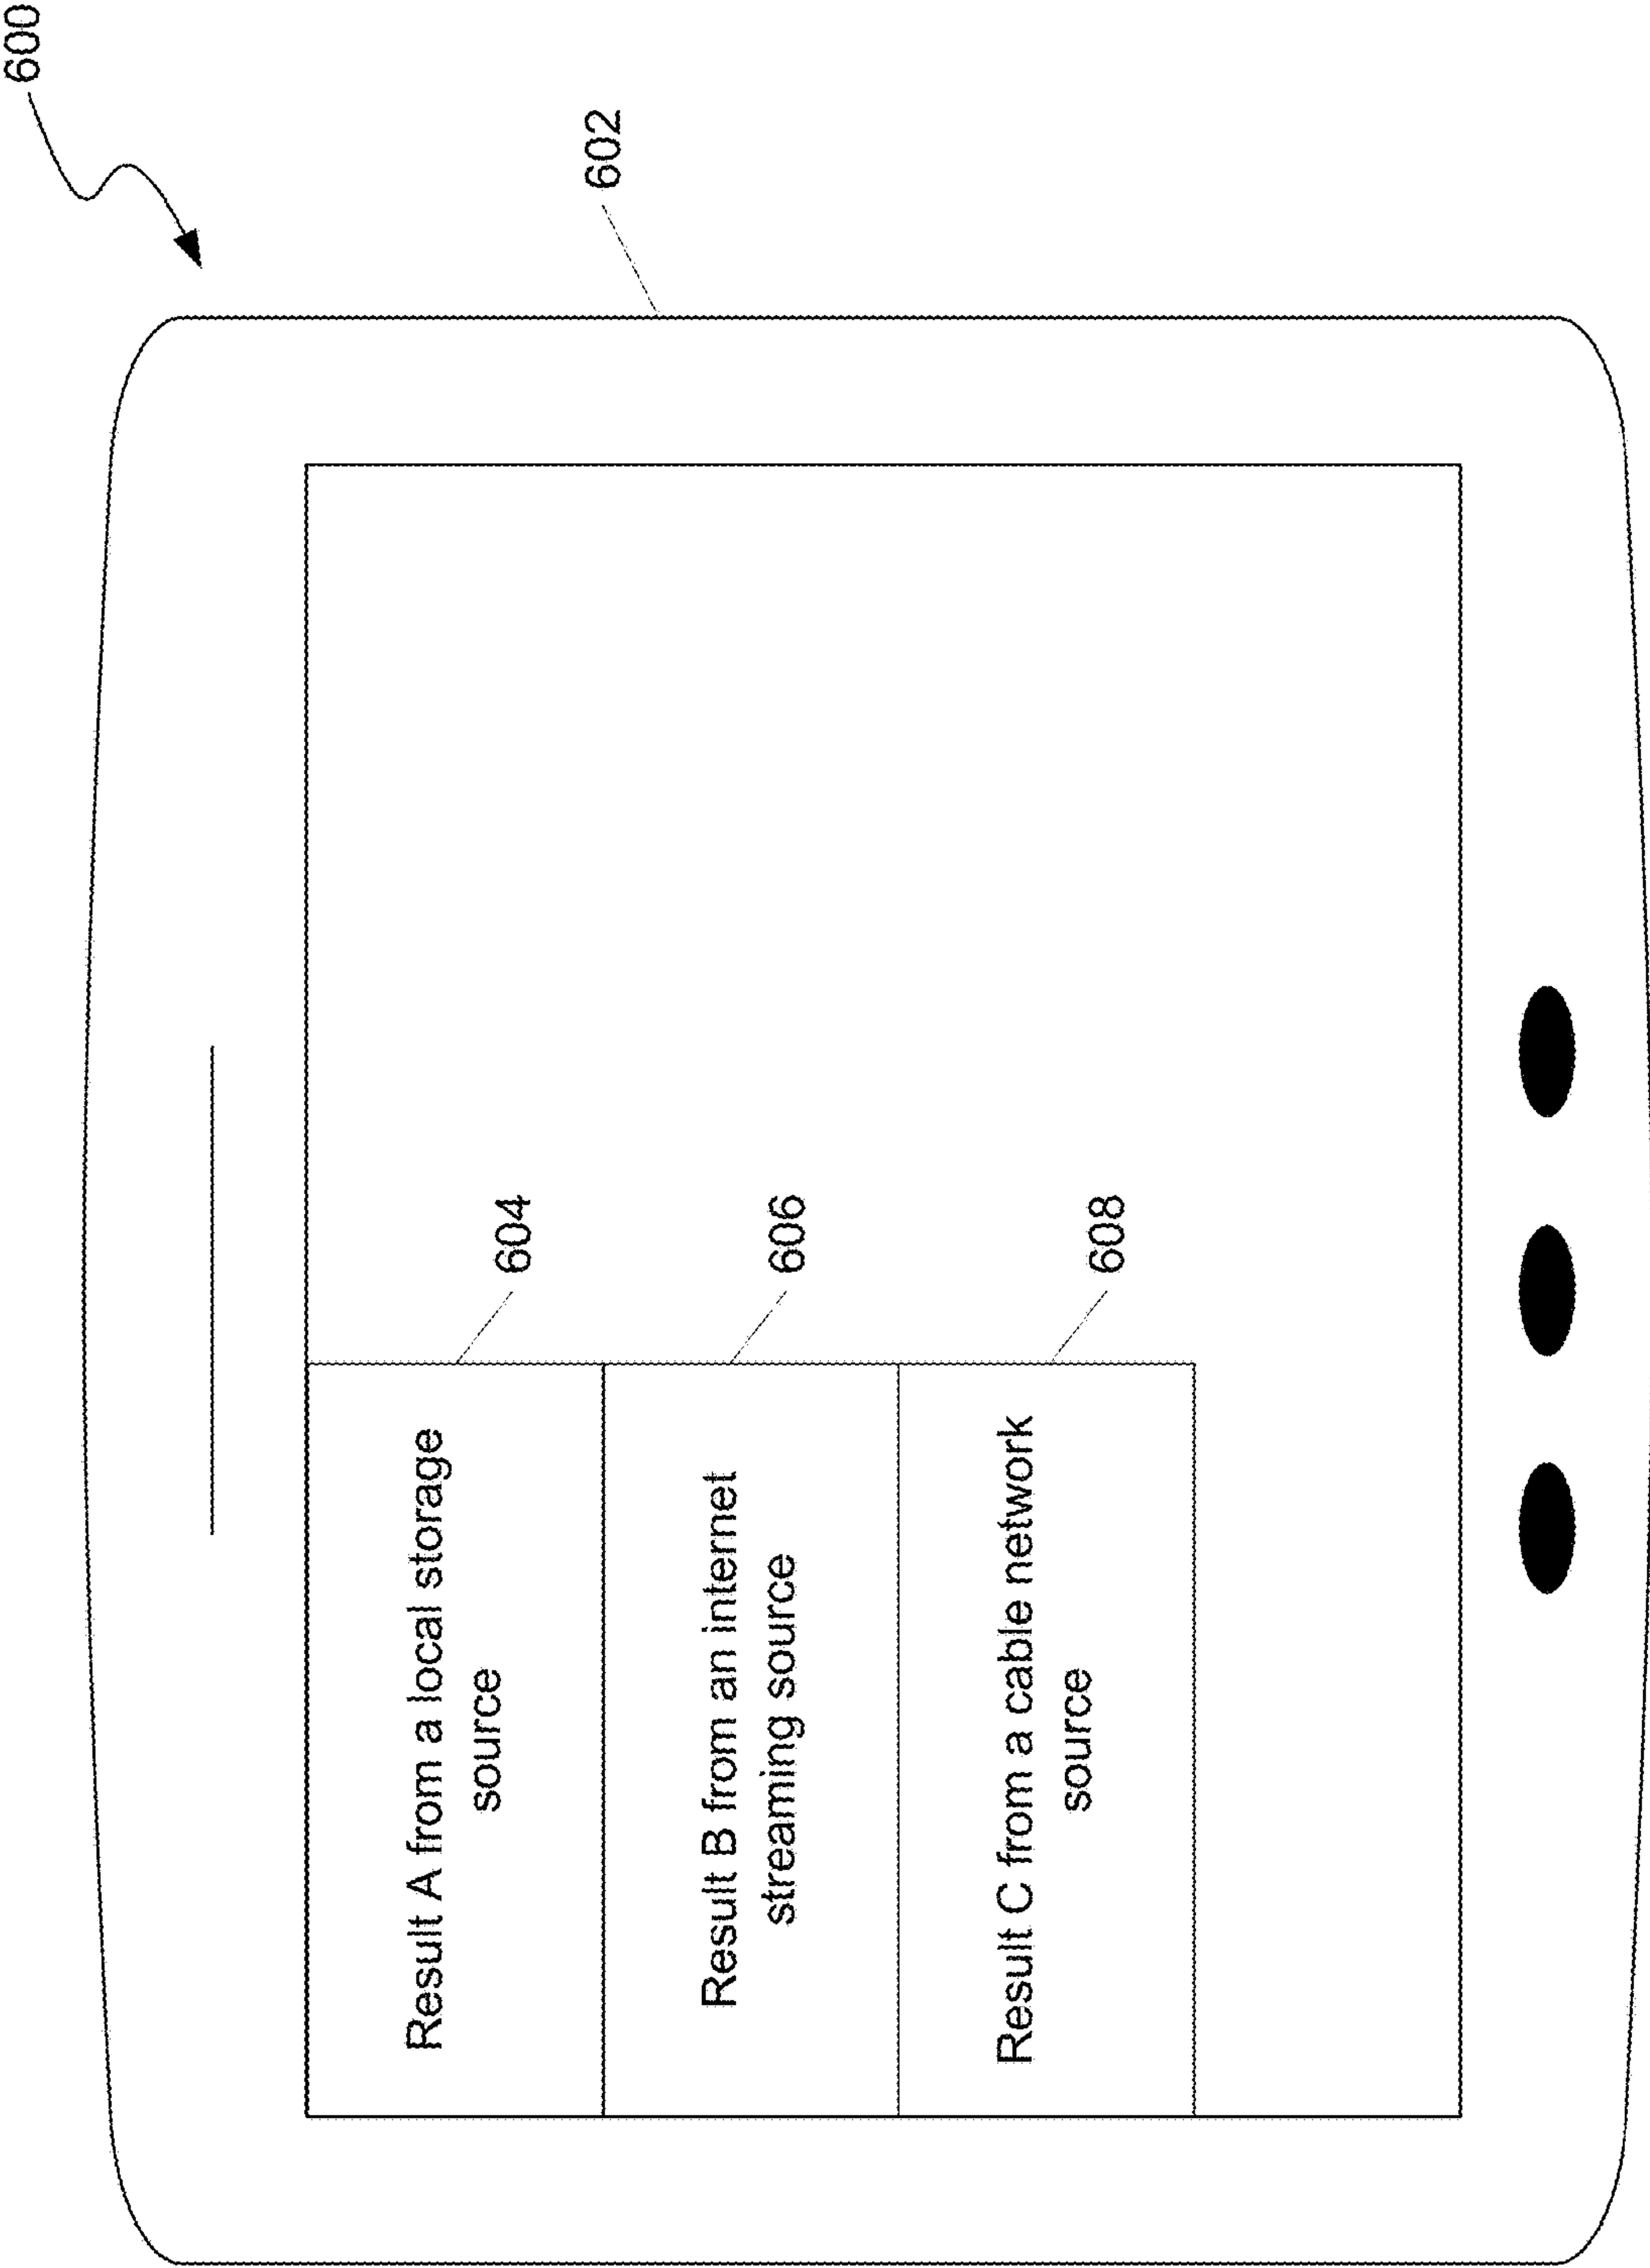 600
602
Result A from a local storage
source
604
Result B from an internet
streaming source
606
Result C from a cable network
source
608